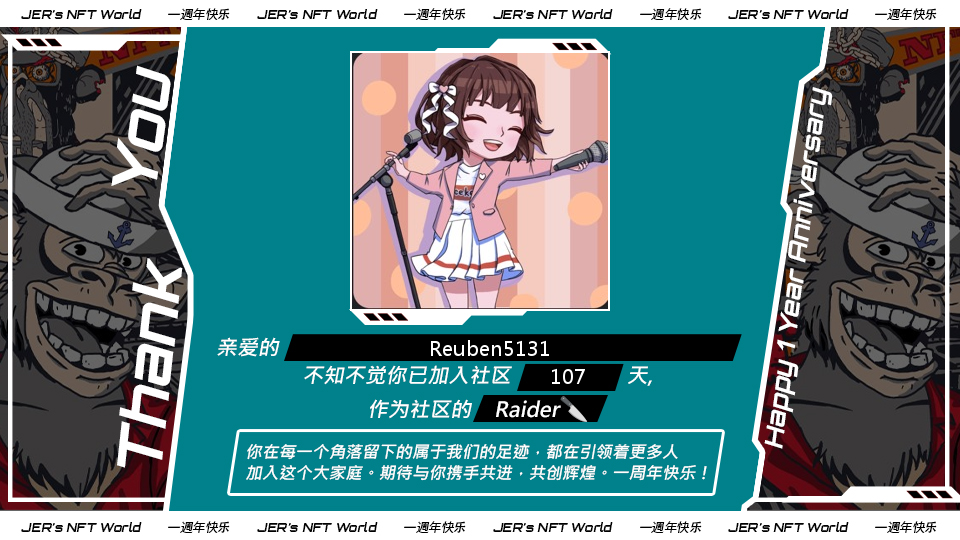 JER's NFT World 一週年快乐 JER's NFT World 一週年快乐 JER's NFT World 一週年快乐 JER's NFT World 一週年快乐
Thank You
亲爱的 Reuben5131
不知不觉你已加入社区 107 天,
作为社区的 Raider
你在每一个角落留下的属于我们的足迹，都在引领着更多人
加入这个大家庭。期待与你携手共进，共创辉煌。一周年快乐！
Happy 1 Year Anniversary
JER's NFT World 一週年快乐 JER's NFT World 一週年快乐 JER's NFT World 一週年快乐 JER's NFT World 一週年快乐